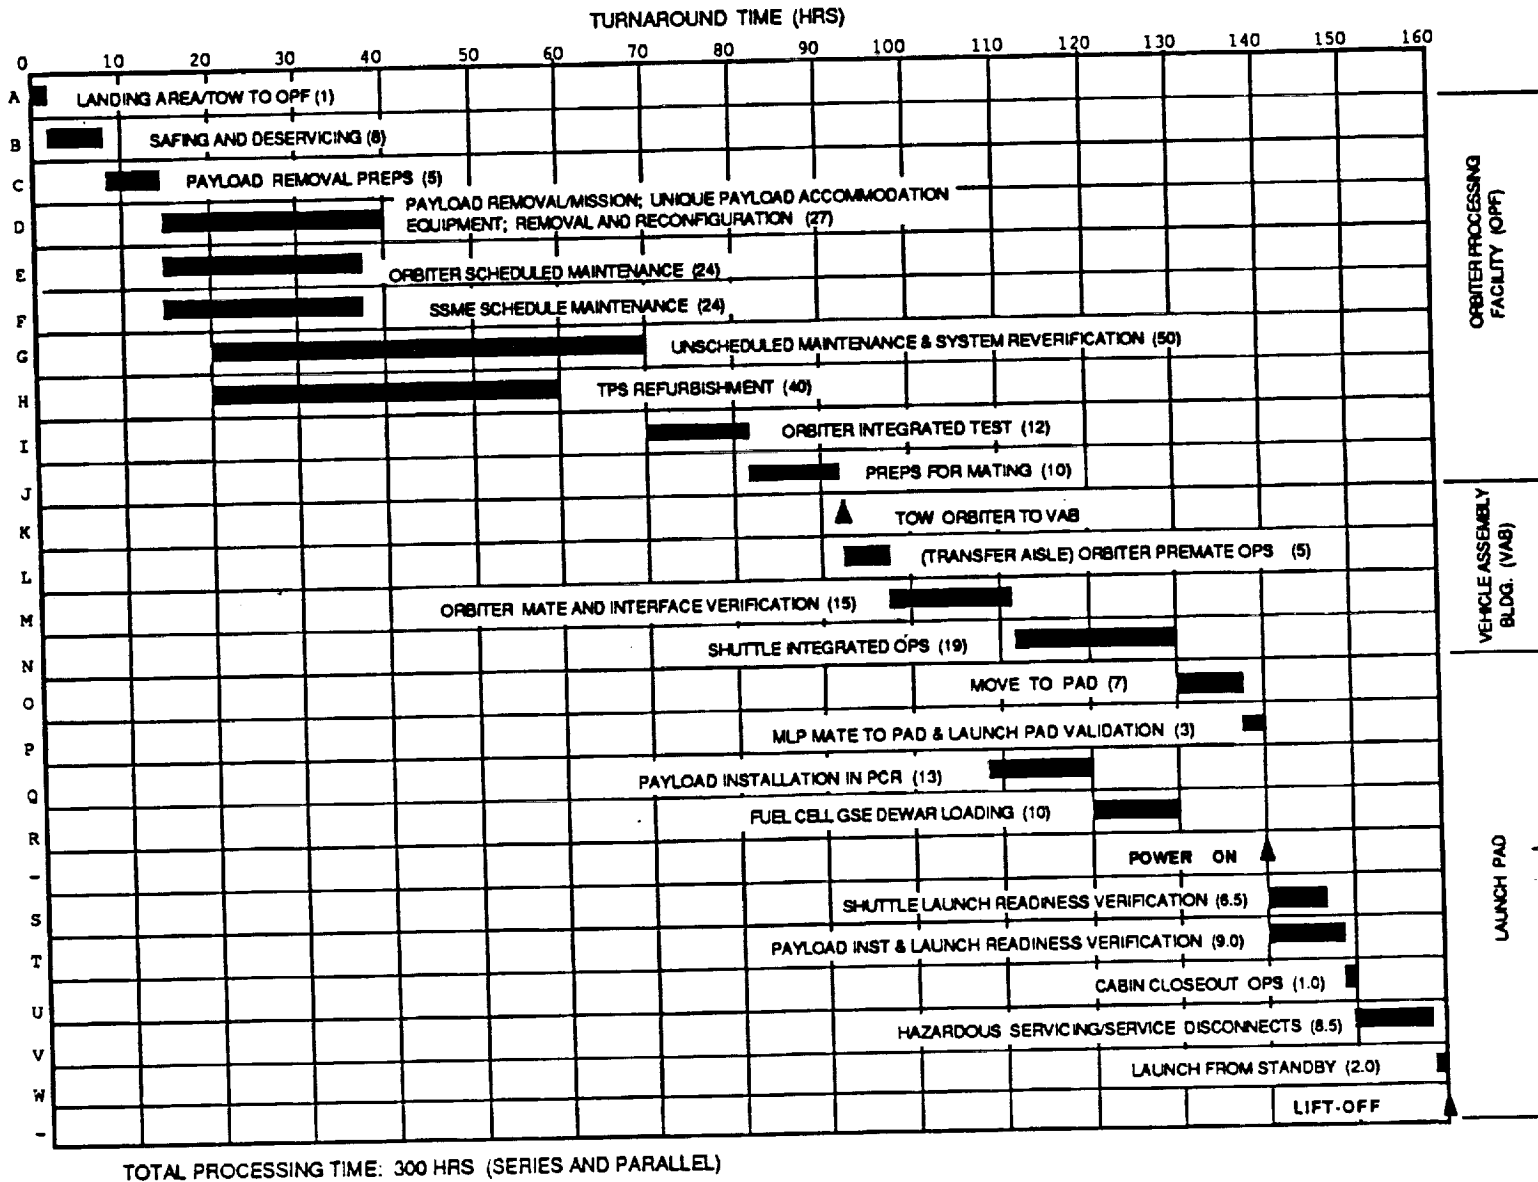 TURNAROUND TIME (HRS)
0 10 20 30 40 50 60 70 80 90 100 110 120 130 140 150 160
A LANDING AREA/TOW TO OPF (1)
B SAFING AND DESERVICING (8)
C PAYLOAD REMOVAL PREPS (5)
D PAYLOAD REMOVAL/MISSION; UNIQUE PAYLOAD ACCOMMODATION
EQUIPMENT; REMOVAL AND RECONFIGURATION (27)
E ORBITER SCHEDULED MAINTENANCE (24)
F SSME SCHEDULE MAINTENANCE (24)
G UNSCHEDULED MAINTENANCE & SYSTEM REVERIFICATION (50)
H TPS REFURBISHMENT (40)
I ORBITER INTEGRATED TEST (12)
J PREPS FOR MATING (10)
K TOW ORBITER TO VAB
L (TRANSFER AISLE) ORBITER PREMATE OPS (5)
M ORBITER MATE AND INTERFACE VERIFICATION (15)
N SHUTTLE INTEGRATED OPS (19)
O MOVE TO PAD (7)
P MLP MATE TO PAD & LAUNCH PAD VALIDATION (3)
Q PAYLOAD INSTALLATION IN PCR (13)
R FUEL CELL GSE DEWAR LOADING (10)
- POWER ON
S SHUTTLE LAUNCH READINESS VERIFICATION (6.5)
T PAYLOAD INST & LAUNCH READINESS VERIFICATION (9.0)
U CABIN CLOSEOUT OPS (1.0)
V HAZARDOUS SERVICING/SERVICE DISCONNECTS (8.5)
W LAUNCH FROM STANDBY (2.0)
- LIFT-OFF
ORBITER PROCESSING
FACILITY (OPF)
VEHICLE ASSEMBLY
BLDG. (VAB)
LAUNCH PAD
TOTAL PROCESSING TIME: 300 HRS (SERIES AND PARALLEL)